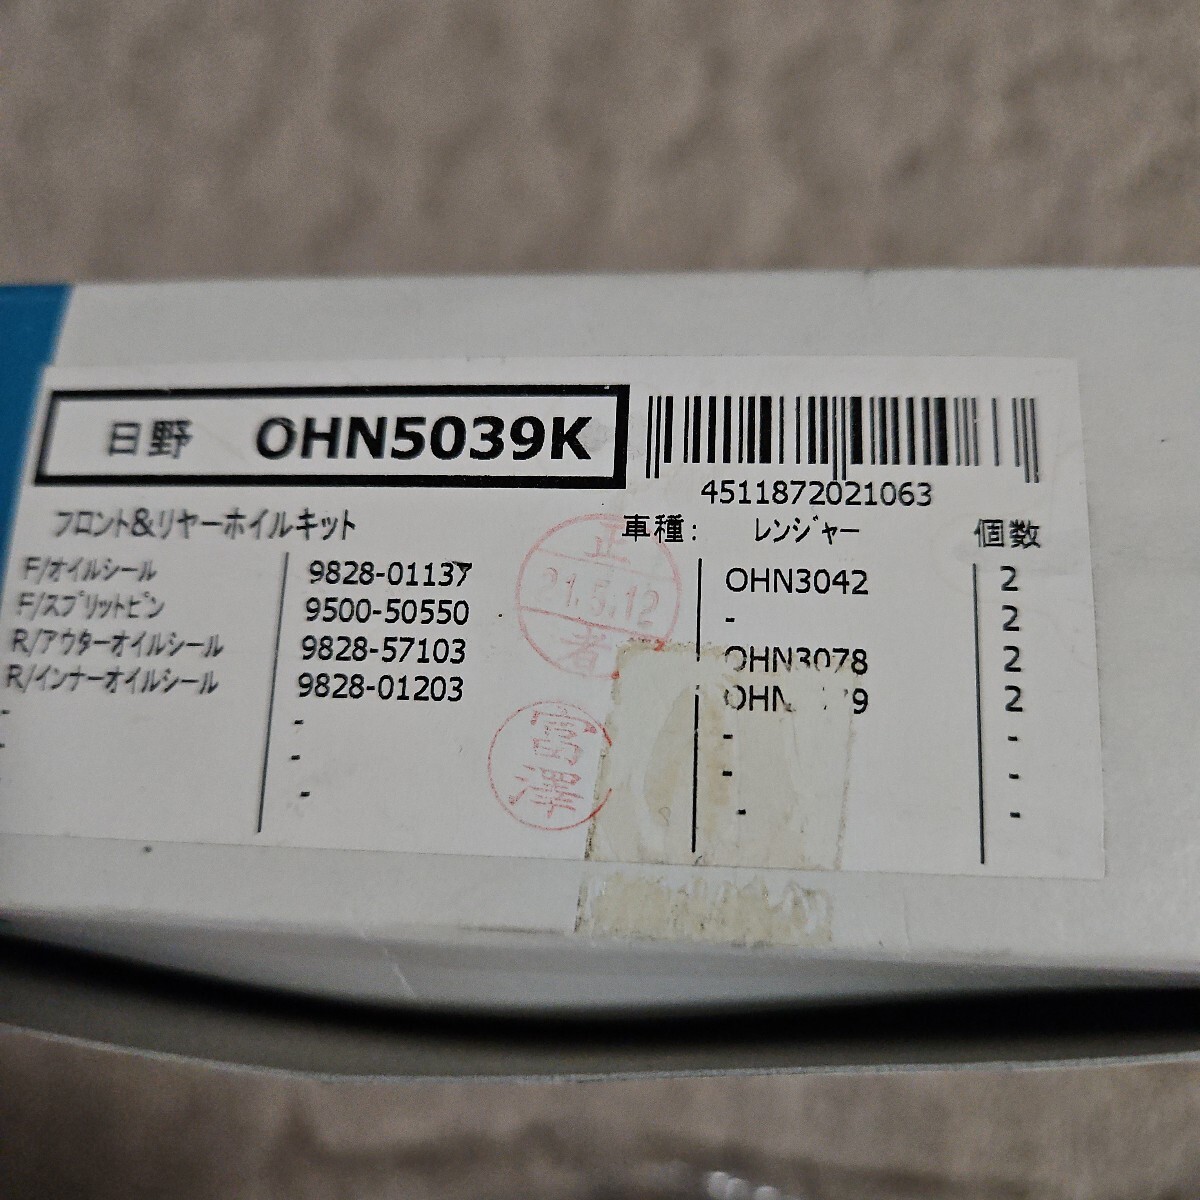 日野 OHN5039K
4511872021063
フロント&リヤーホイルキット 車種: レンジャー 個数
F/オイルシール 9828-01137 OHN3042 2
F/スプリットピン 9500-50550 - 2
R/アウターオイルシール 9828-57103 OHN3078 2
R/インナーオイルシール 9828-01203 2
- - - -
- - - -
- - - -
正
21.5.12
者
富澤